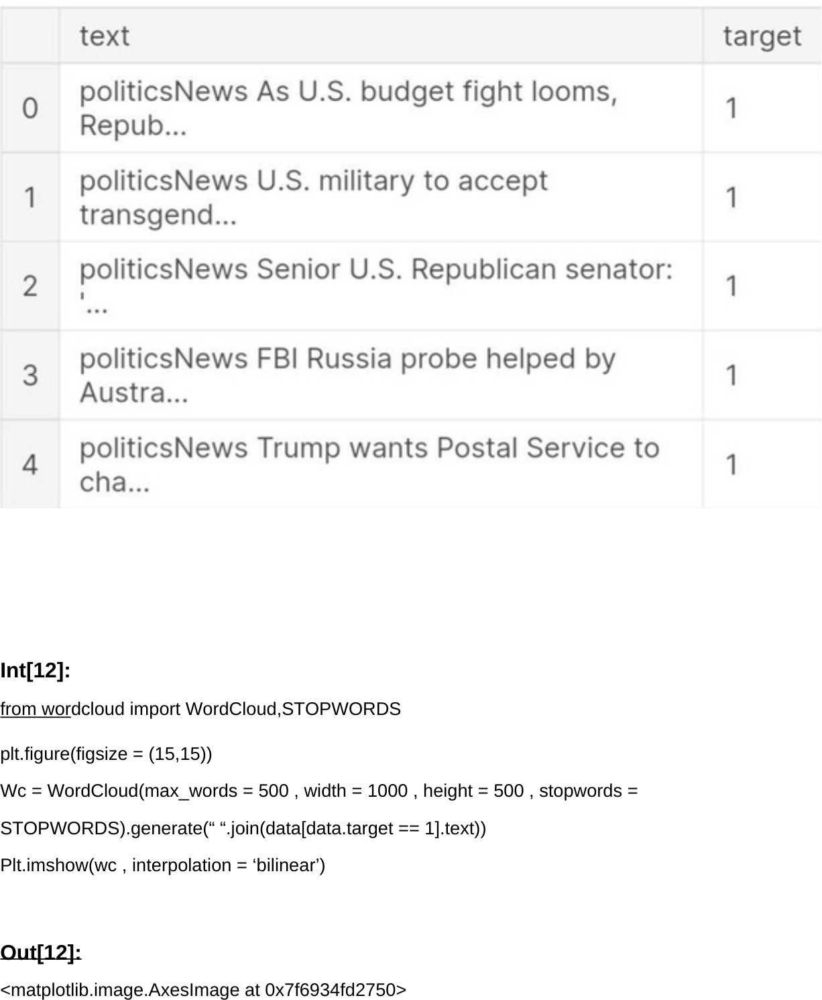 text target
0 politicsNews As U.S. budget fight looms, 1
Repub...
1 politicsNews U.S. military to accept 1
transgend...
2 politicsNews Senior U.S. Republican senator: 1
'...
3 politicsNews FBI Russia probe helped by 1
Austra...
4 politicsNews Trump wants Postal Service to 1
cha...
Int[12]:
from wordcloud import WordCloud,STOPWORDS
plt.figure(figsize = (15,15))
Wc = WordCloud(max_words = 500 , width = 1000 , height = 500 , stopwords =
STOPWORDS).generate(“ “.join(data[data.target == 1].text))
Plt.imshow(wc , interpolation = ‘bilinear’)
Out[12]:
<matplotlib.image.AxesImage at 0x7f6934fd2750>